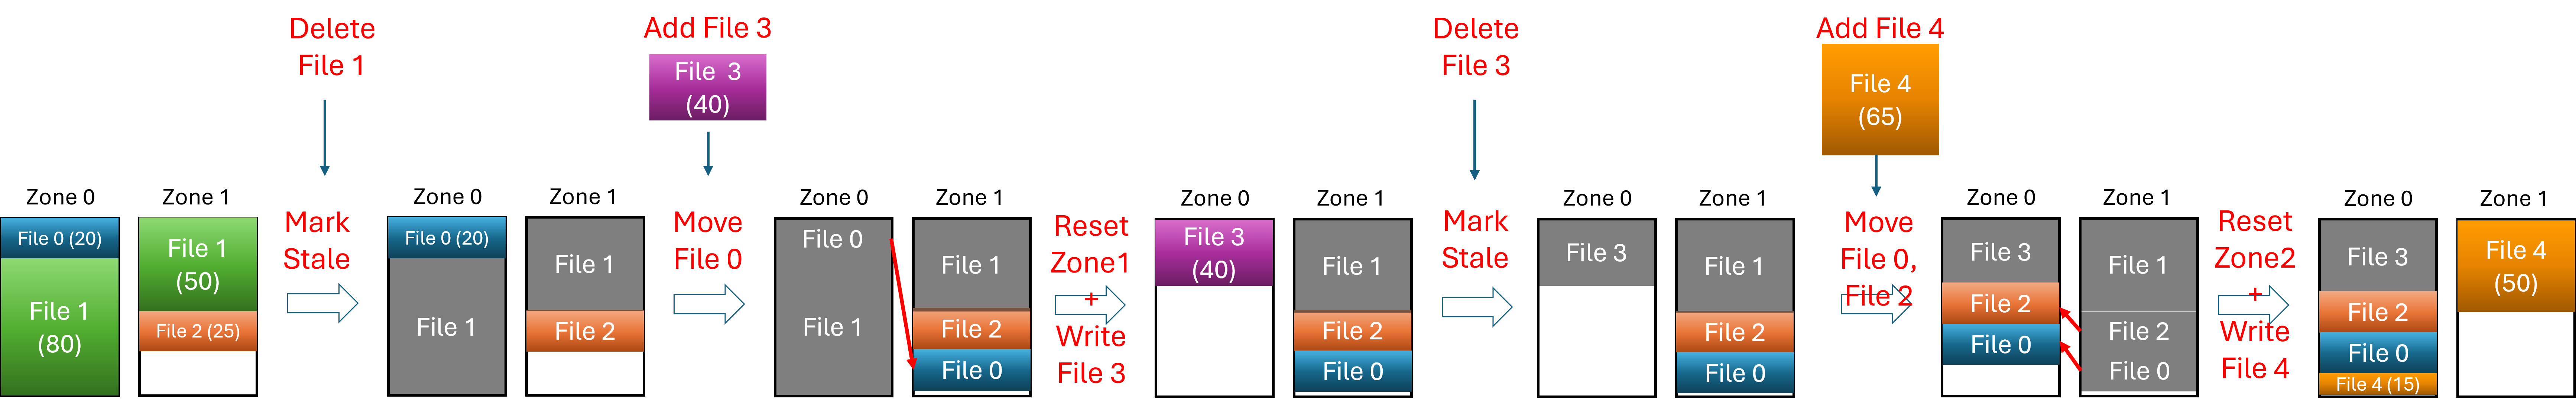 Delete
File 1
Add File 3
File 3
(40)
Delete
File 3
Add File 4
File 4
(65)
Zone 0
Zone 1
File 0 (20)
File 1
(80)
File 1
(50)
File 2 (25)
Mark
Stale
Zone 0
Zone 1
File 0 (20)
File 1
File 1
File 2
Move
File 0
Zone 0
Zone 1
File 0
File 1
File 1
File 2
File 0
Reset
Zone1
+
Write
File 3
Zone 0
Zone 1
File 3
(40)
File 1
File 2
File 0
Mark
Stale
Zone 0
Zone 1
File 3
File 1
File 2
File 0
Move
File 0,
File 2
Zone 0
Zone 1
File 3
File 2
File 0
File 1
File 2
File 0
Reset
Zone2
+
Write
File 4
Zone 0
Zone 1
File 3
File 2
File 0
File 4 (15)
File 4
(50)